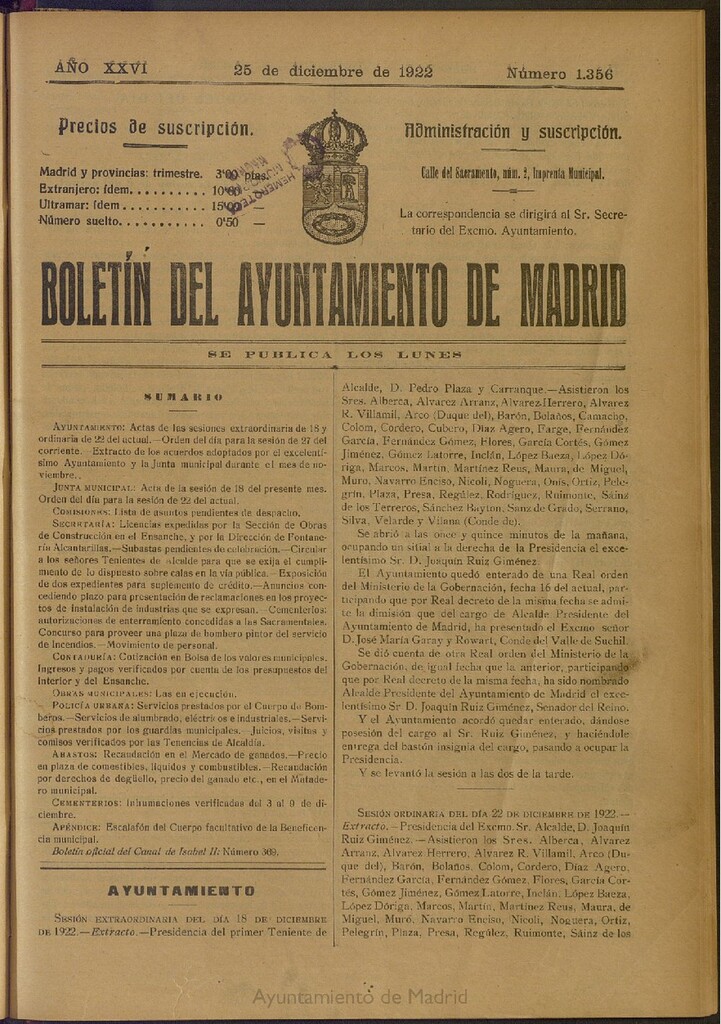 AÑO XXVI 25 de diciembre de 1922 Número 1.356
Precios de suscripción.
Madrid y provincias: trimestre. 3'00 ptas.
Extranjero: ídem.......... 10'00 —
Ultramar: ídem........... 15'00 —
Número suelto........... 0'50 —
HEMEROTECA
Administración y suscripción.
Calle del Sacramento, núm. 2, Imprenta Municipal.
La correspondencia se dirigirá al Sr. Secre-
tario del Excmo. Ayuntamiento.
BOLETÍN DEL AYUNTAMIENTO DE MADRID
SE PUBLICA LOS LUNES
SUMARIO
AYUNTAMIENTO: Actas de las sesiones extraordinaria de 18 y
ordinaria de 22 del actual.—Orden del día para la sesión de 27 del
corriente.—Extracto de los acuerdos adoptados por el excelentí-
simo Ayuntamiento y la Junta municipal durante el mes de no-
viembre.
JUNTA MUNICIPAL: Acta de la sesión de 18 del presente mes.
Orden del día para la sesión de 22 del actual.
COMISIONES: Lista de asuntos pendientes de despacho.
SECRETARÍA: Licencias expedidas por la Sección de Obras
de Construcción en el Ensanche, y por la Dirección de Fontane-
ría Alcantarillas.—Subastas pendientes de celebración.—Circular
a los señores Tenientes de Alcalde para que se exija el cumpli-
miento de lo dispuesto sobre calas en la vía pública.—Exposición
de dos expedientes para suplemento de crédito.—Anuncios con-
cediendo plazo para presentación de reclamaciones en los proyec-
tos de instalación de industrias que se expresan.—Cementerios:
autorizaciones de enterramiento concedidas a las Sacramentales.
Concurso para proveer una plaza de bombero pintor del servicio
de Incendios.—Movimiento de personal.
CONTADURÍA: Cotización en Bolsa de los valores municipales.
Ingresos y pagos verificados por cuenta de los presupuestos del
Interior y del Ensanche.
OBRAS MUNICIPALES: Las en ejecución.
POLICÍA URBANA: Servicios prestados por el Cuerpo de Bom-
beros.—Servicios de alumbrado, eléctricos e industriales.—Servi-
cios prestados por los guardias municipales.—Juicios, visitas y
comisos verificados por las Tenencias de Alcaldía.
ABASTOS: Recaudación en el Mercado de ganados.—Precio
en plaza de comestibles, líquidos y combustibles.—Recaudación
por derechos de degüello, precio del ganado etc., en el Matade-
ro municipal.
CEMENTERIOS: Inhumaciones verificadas del 3 al 9 de di-
ciembre.
APÉNDICE: Escalafón del Cuerpo facultativo de la Beneficen-
cia municipal.
Boletín oficial del Canal de Isabel II: Número 369.
AYUNTAMIENTO
SESIÓN EXTRAORDINARIA DEL DÍA 18 DE DICIEMBRE
DE 1922.—Extracto.—Presidencia del primer Teniente de
Alcalde, D. Pedro Plaza y Carranque.—Asistieron los
Sres. Alberca, Alvarez Arranz, Alvarez Herrero, Alvarez
R. Villamil, Arco (Duque del), Barón, Bolaños, Camacho,
Colom, Cordero, Cubero, Díaz Agero, Farge, Fernández
García, Fernández Gómez, Flores, García Cortés, Gómez
Jiménez, Gómez Latorre, Inclán, López Baeza, López Dó-
riga, Marcos, Martín, Martínez Reus, Maura, de Miguel,
Muro, Navarro Enciso, Nicoli, Noguera, Onís, Ortiz, Pele-
grín, Plaza, Presa, Regúlez, Rodríguez, Ruimonte, Sáinz
de los Terreros, Sánchez Bayton, Sanz de Grado, Serrano,
Silva, Velarde y Vilana (Conde de).
Se abrió a las once y quince minutos de la mañana,
ocupando un sitial a la derecha de la Presidencia el exce-
lentísimo Sr. D. Joaquín Ruiz Giménez.
El Ayuntamiento quedó enterado de una Real orden
del Ministerio de la Gobernación, fecha 16 del actual, par-
ticipando que por Real decreto de la misma fecha se admi-
te la dimisión que del cargo de Alcalde Presidente del
Ayuntamiento de Madrid, ha presentado el Excmo señor
D. José María Garay y Rowart, Conde del Valle de Suchil.
Se dió cuenta de otra Real orden del Ministerio de la
Gobernación, de igual fecha que la anterior, participando
que por Real decreto de la misma fecha, ha sido nombrado
Alcalde Presidente del Ayuntamiento de Madrid el exce-
lentísimo Sr D. Joaquín Ruiz Giménez, Senador del Reino.
Y el Ayuntamiento acordó quedar enterado, dándose
posesión del cargo al Sr. Ruiz Giménez, y haciéndole
entrega del bastón insignia del cargo, pasando a ocupar la
Presidencia.
Y se levantó la sesión a las dos de la tarde.
SESIÓN ORDINARIA DEL DÍA 22 DE DICIEMBRE DE 1922.—
Extracto.—Presidencia del Excmo. Sr. Alcalde, D. Joaquín
Ruiz Giménez.—Asistieron los Sres. Alberca, Alvarez
Arranz, Alvarez Herrero, Alvarez R. Villamil, Arco (Du-
que del), Barón, Bolaños, Colom, Cordero, Díaz Agero,
Fernández García, Fernández Gómez, Flores, García Cor-
tés, Gómez Jiménez, Gómez Latorre, Inclán, López Baeza,
López Dóriga, Marcos, Martín, Martínez Reus, Maura, de
Miguel, Muro, Navarro Enciso, Nicoli, Noguera, Ortiz,
Pelegrín, Plaza, Presa, Regúlez, Ruimonte, Sáinz de los
Ayuntamiento de Madrid